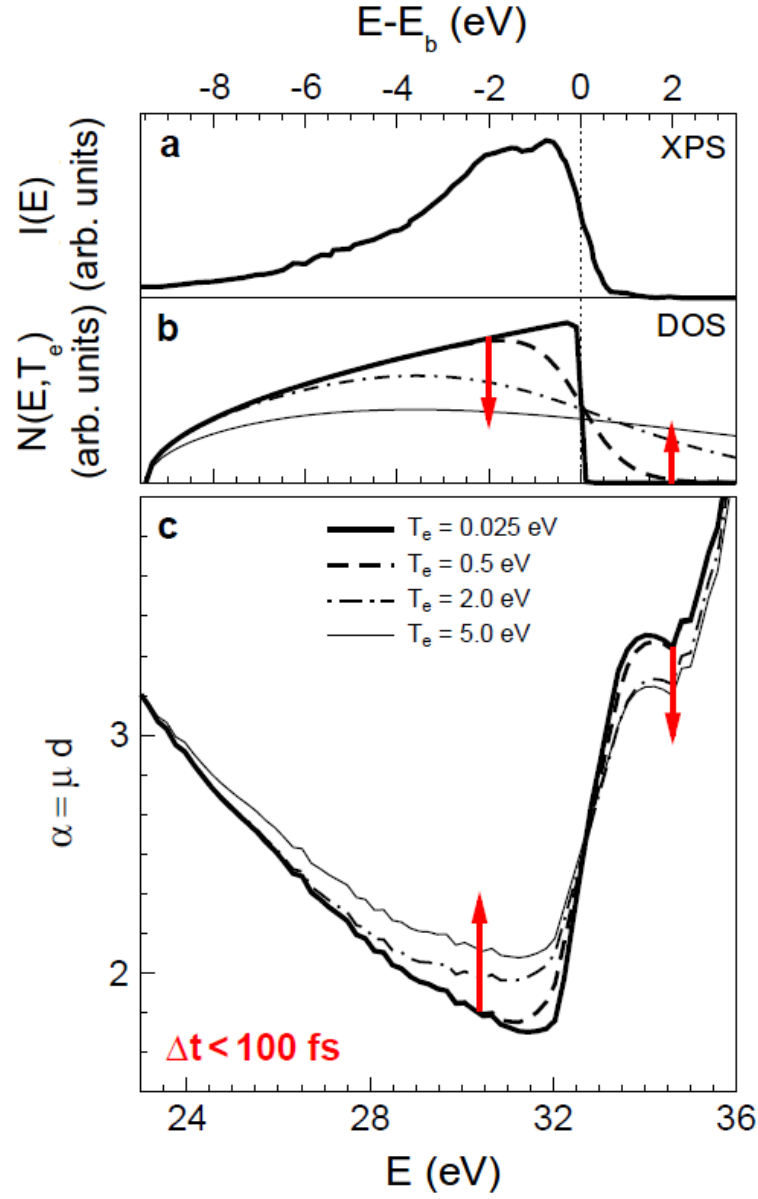 E-E_b (eV)
-8 -6 -4 -2 0 2
a XPS
I(E)
(arb. units)
b DOS
N(E,T_e)
(arb. units)
c
T_e = 0.025 eV
T_e = 0.5 eV
T_e = 2.0 eV
T_e = 5.0 eV
3
α = μ d
2
Δt < 100 fs
24 28 32 36
E (eV)